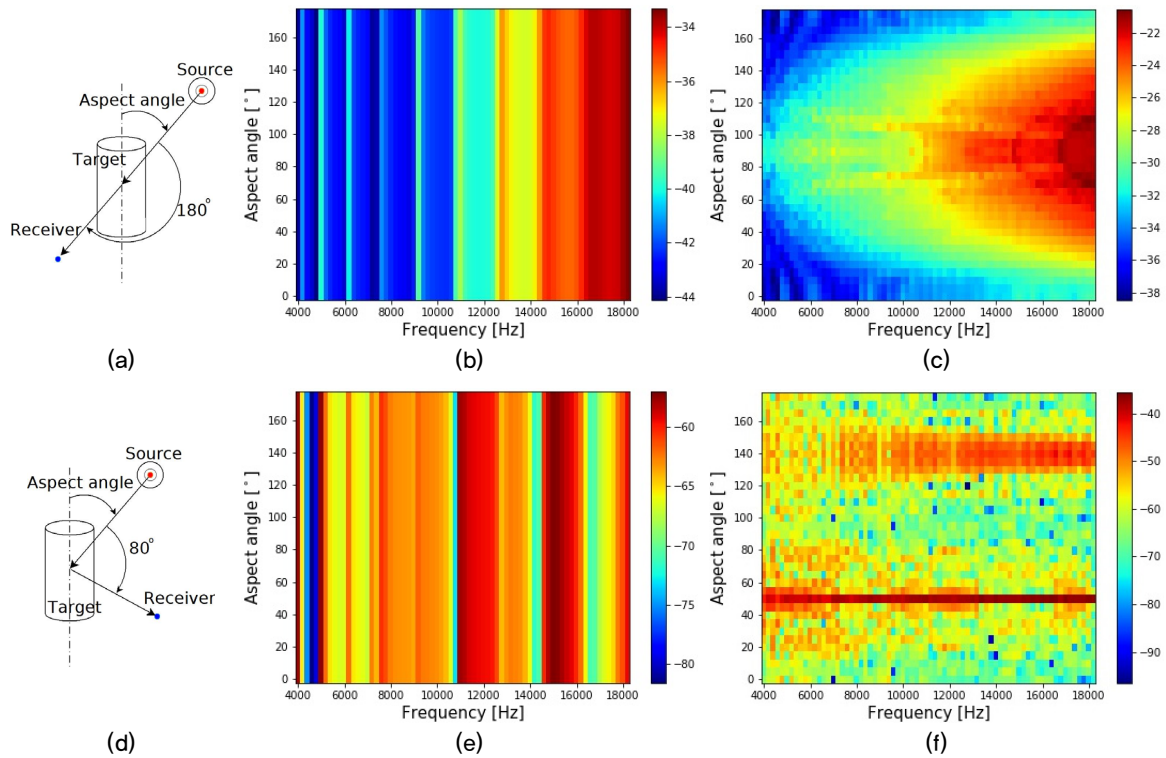 Source
Aspect angle
Target
180°
Receiver
(a)
Aspect angle [°]
160
140
120
100
80
60
40
20
0
4000 6000 8000 10000 12000 14000 16000 18000
Frequency [Hz]
−34
−36
−38
−40
−42
−44
(b)
Aspect angle [°]
160
140
120
100
80
60
40
20
0
4000 6000 8000 10000 12000 14000 16000 18000
Frequency [Hz]
−22
−24
−26
−28
−30
−32
−34
−36
−38
(c)
Source
Aspect angle
80°
Receiver
Target
(d)
Aspect angle [°]
160
140
120
100
80
60
40
20
0
4000 6000 8000 10000 12000 14000 16000 18000
Frequency [Hz]
−60
−65
−70
−75
−80
(e)
Aspect angle [°]
160
140
120
100
80
60
40
20
0
4000 6000 8000 10000 12000 14000 16000 18000
Frequency [Hz]
−40
−50
−60
−70
−80
−90
(f)